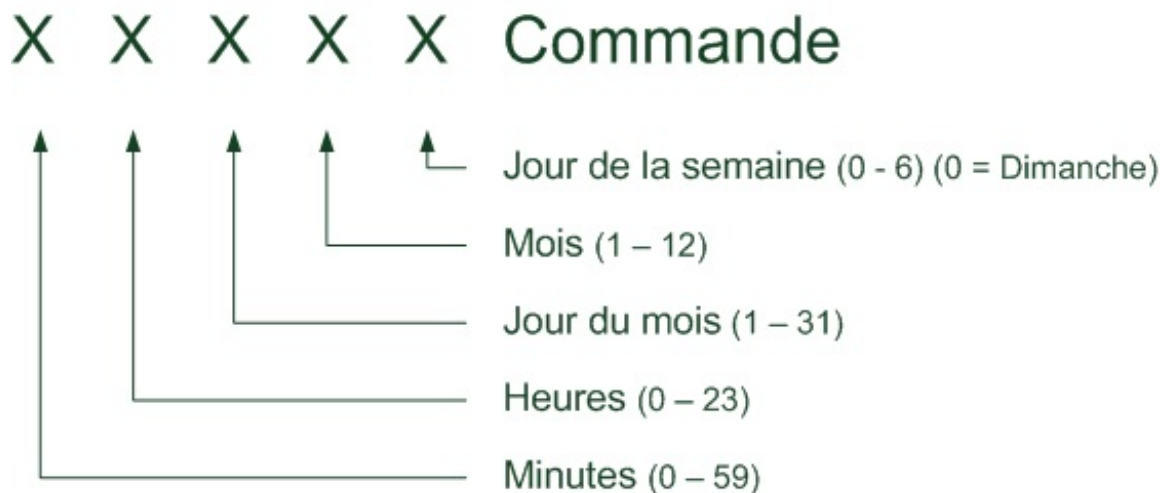 X X X X X Commande
Jour de la semaine (0 - 6) (0 = Dimanche)
Mois (1 – 12)
Jour du mois (1 – 31)
Heures (0 – 23)
Minutes (0 – 59)